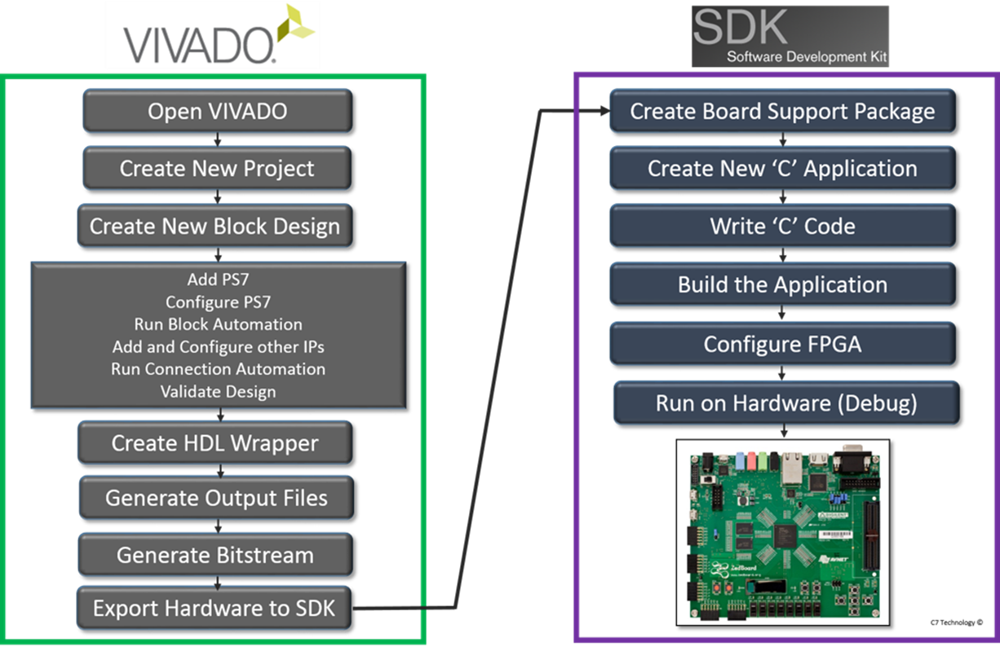 VIVADO.
SDK
Software Development Kit
Open VIVADO
Create New Project
Create New Block Design
Add PS7
Configure PS7
Run Block Automation
Add and Configure other IPs
Run Connection Automation
Validate Design
Create HDL Wrapper
Generate Output Files
Generate Bitstream
Export Hardware to SDK
Create Board Support Package
Create New ‘C’ Application
Write ‘C’ Code
Build the Application
Configure FPGA
Run on Hardware (Debug)
AVNET
ZedBoard
C7 Technology ©